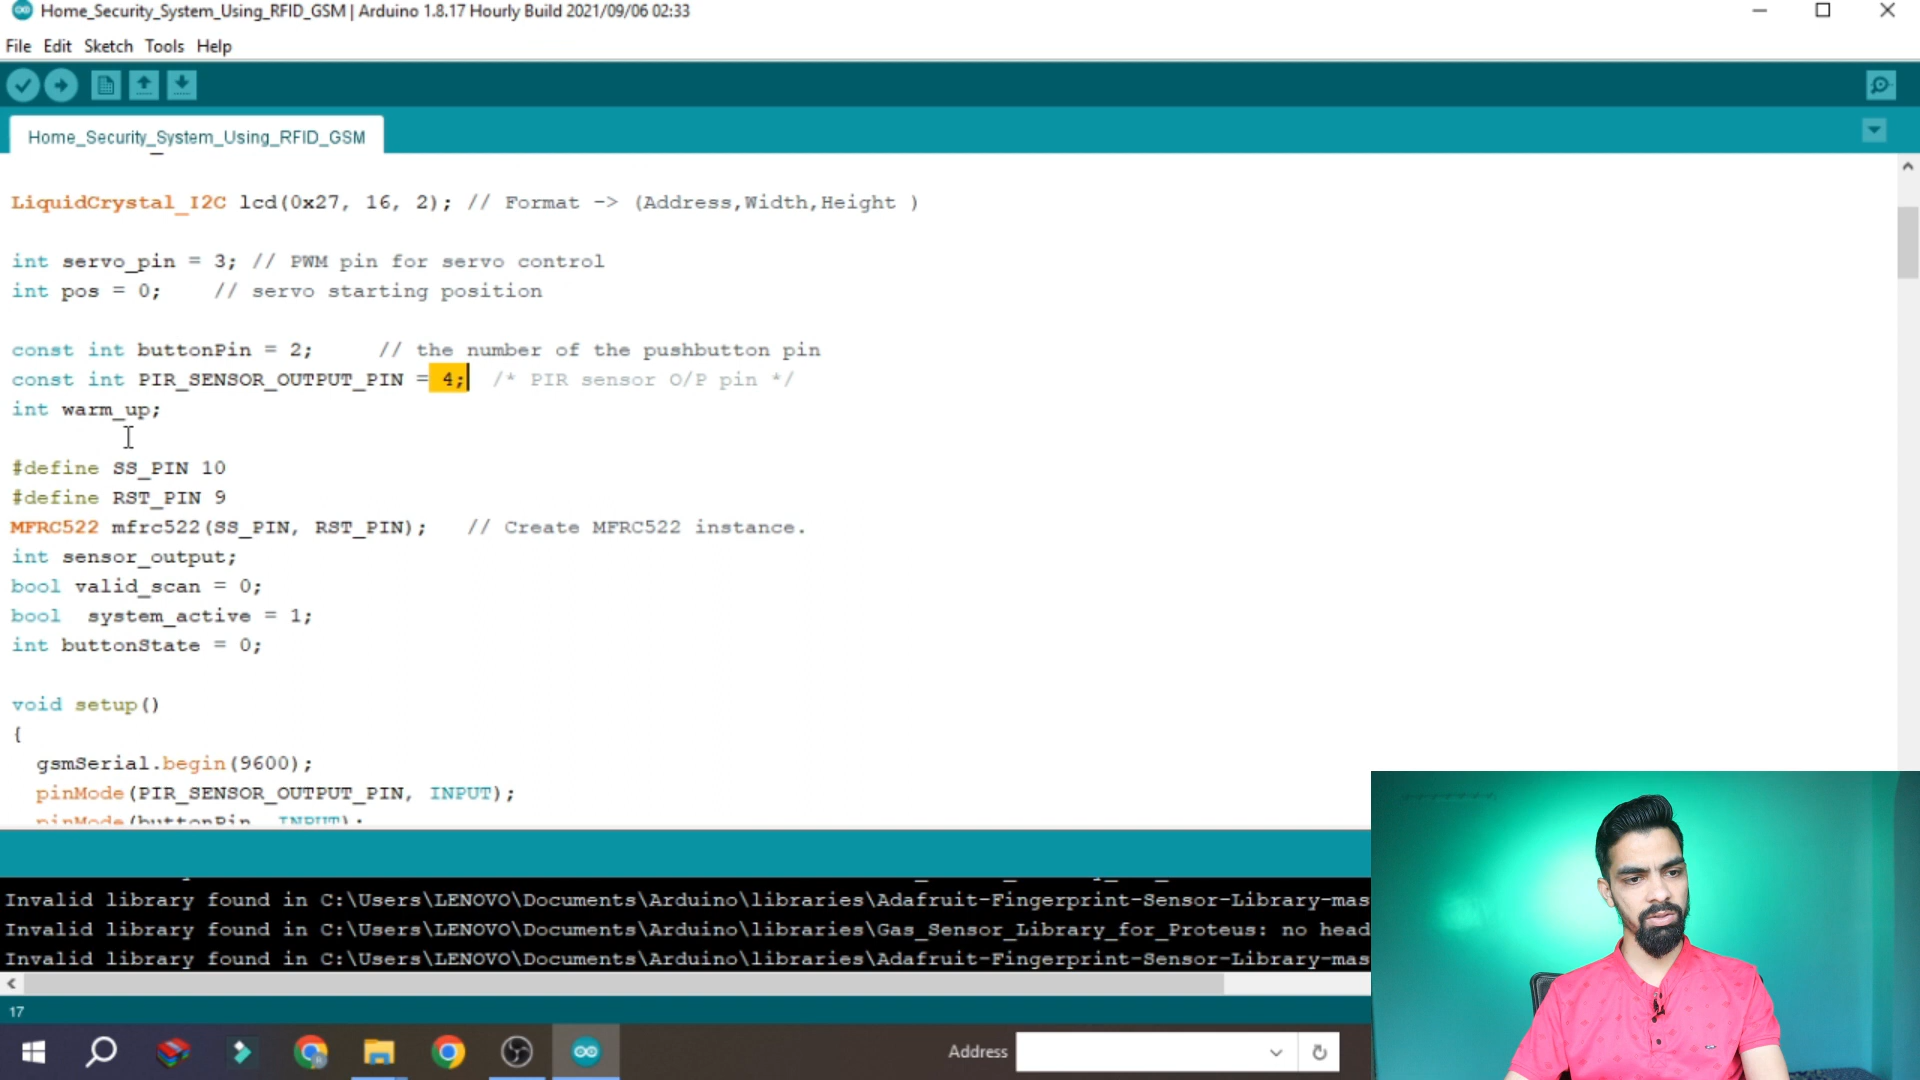 Home_Security_System_Using_RFID_GSM | Arduino 1.8.17 Hourly Build 2021/09/06 02:33
File Edit Sketch Tools Help
Home_Security_System_Using_RFID_GSM
LiquidCrystal_I2C lcd(0x27, 16, 2); // Format -> (Address,Width,Height )
int servo_pin = 3; // PWM pin for servo control
int pos = 0;    // servo starting position
const int buttonPin = 2;     // the number of the pushbutton pin
const int PIR_SENSOR_OUTPUT_PIN = 4;  /* PIR sensor O/P pin */
int warm_up;
#define SS_PIN 10
#define RST_PIN 9
MFRC522 mfrc522(SS_PIN, RST_PIN);   // Create MFRC522 instance.
int sensor_output;
bool valid_scan = 0;
bool  system_active = 1;
int buttonState = 0;
void setup()
{
  gsmSerial.begin(9600);
  pinMode(PIR_SENSOR_OUTPUT_PIN, INPUT);
  pinMode(buttonPin, INPUT);
Invalid library found in C:\Users\LENOVO\Documents\Arduino\libraries\Adafruit-Fingerprint-Sensor-Library-mas
Invalid library found in C:\Users\LENOVO\Documents\Arduino\libraries\Gas_Sensor_Library_for_Proteus: no head
Invalid library found in C:\Users\LENOVO\Documents\Arduino\libraries\Adafruit-Fingerprint-Sensor-Library-mas
17
Address